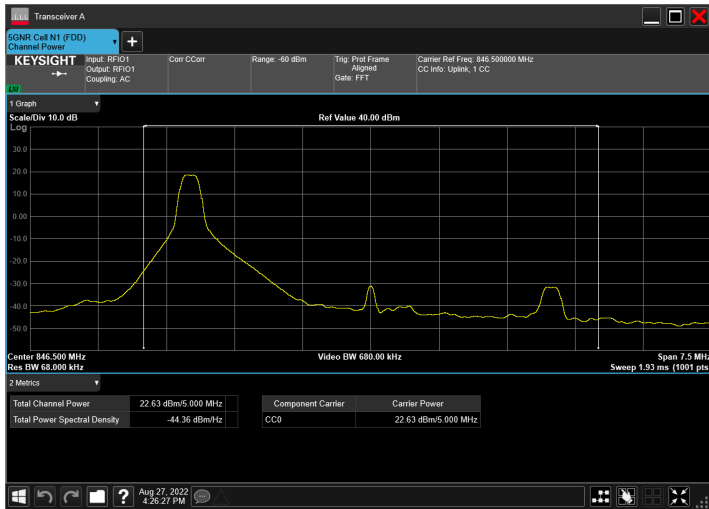 Transceiver A
5GNR Cell N1 (FDD)
Channel Power
KEYSIGHT
LXI
Input: RFIO1
Output: RFIO1
Coupling: AC
Corr CCorr
Range: -60 dBm
Trig: Prot Frame
Aligned
Gate: FFT
Carrier Ref Freq: 846.500000 MHz
CC Info: Uplink, 1 CC
1 Graph
Scale/Div 10.0 dB
Ref Value 40.00 dBm
Log
30.0
20.0
10.0
0.00
-10.0
-20.0
-30.0
-40.0
-50.0
Center 846.500 MHz
Video BW 680.00 kHz
Span 7.5 MHz
Res BW 68.000 kHz
Sweep 1.93 ms (1001 pts
2 Metrics
Total Channel Power 22.63 dBm/5.000 MHz
Total Power Spectral Density -44.36 dBm/Hz
Component Carrier Carrier Power
CC0 22.63 dBm/5.000 MHz
?
Aug 27, 2022
4:26:27 PM